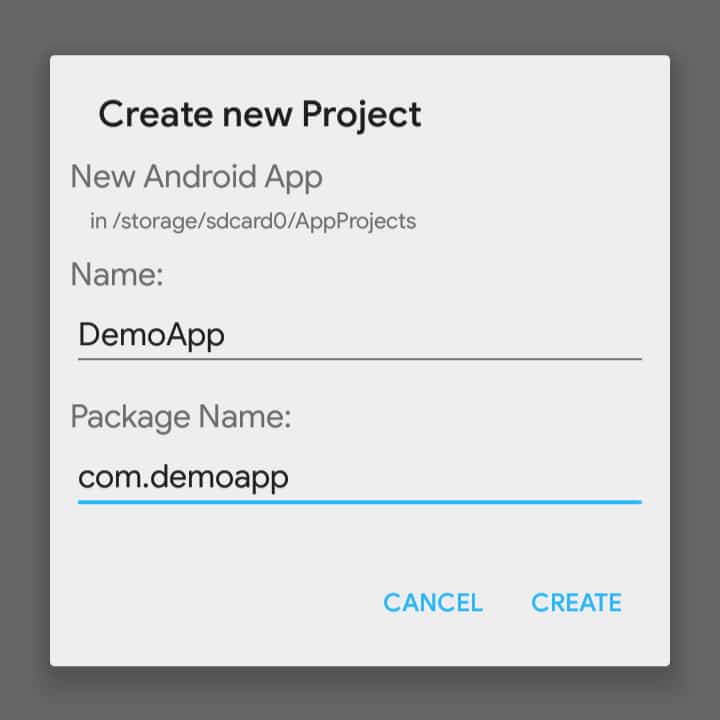 Create new Project
New Android App
in /storage/sdcard0/AppProjects
Name:
DemoApp
Package Name:
com.demoapp
CANCEL CREATE